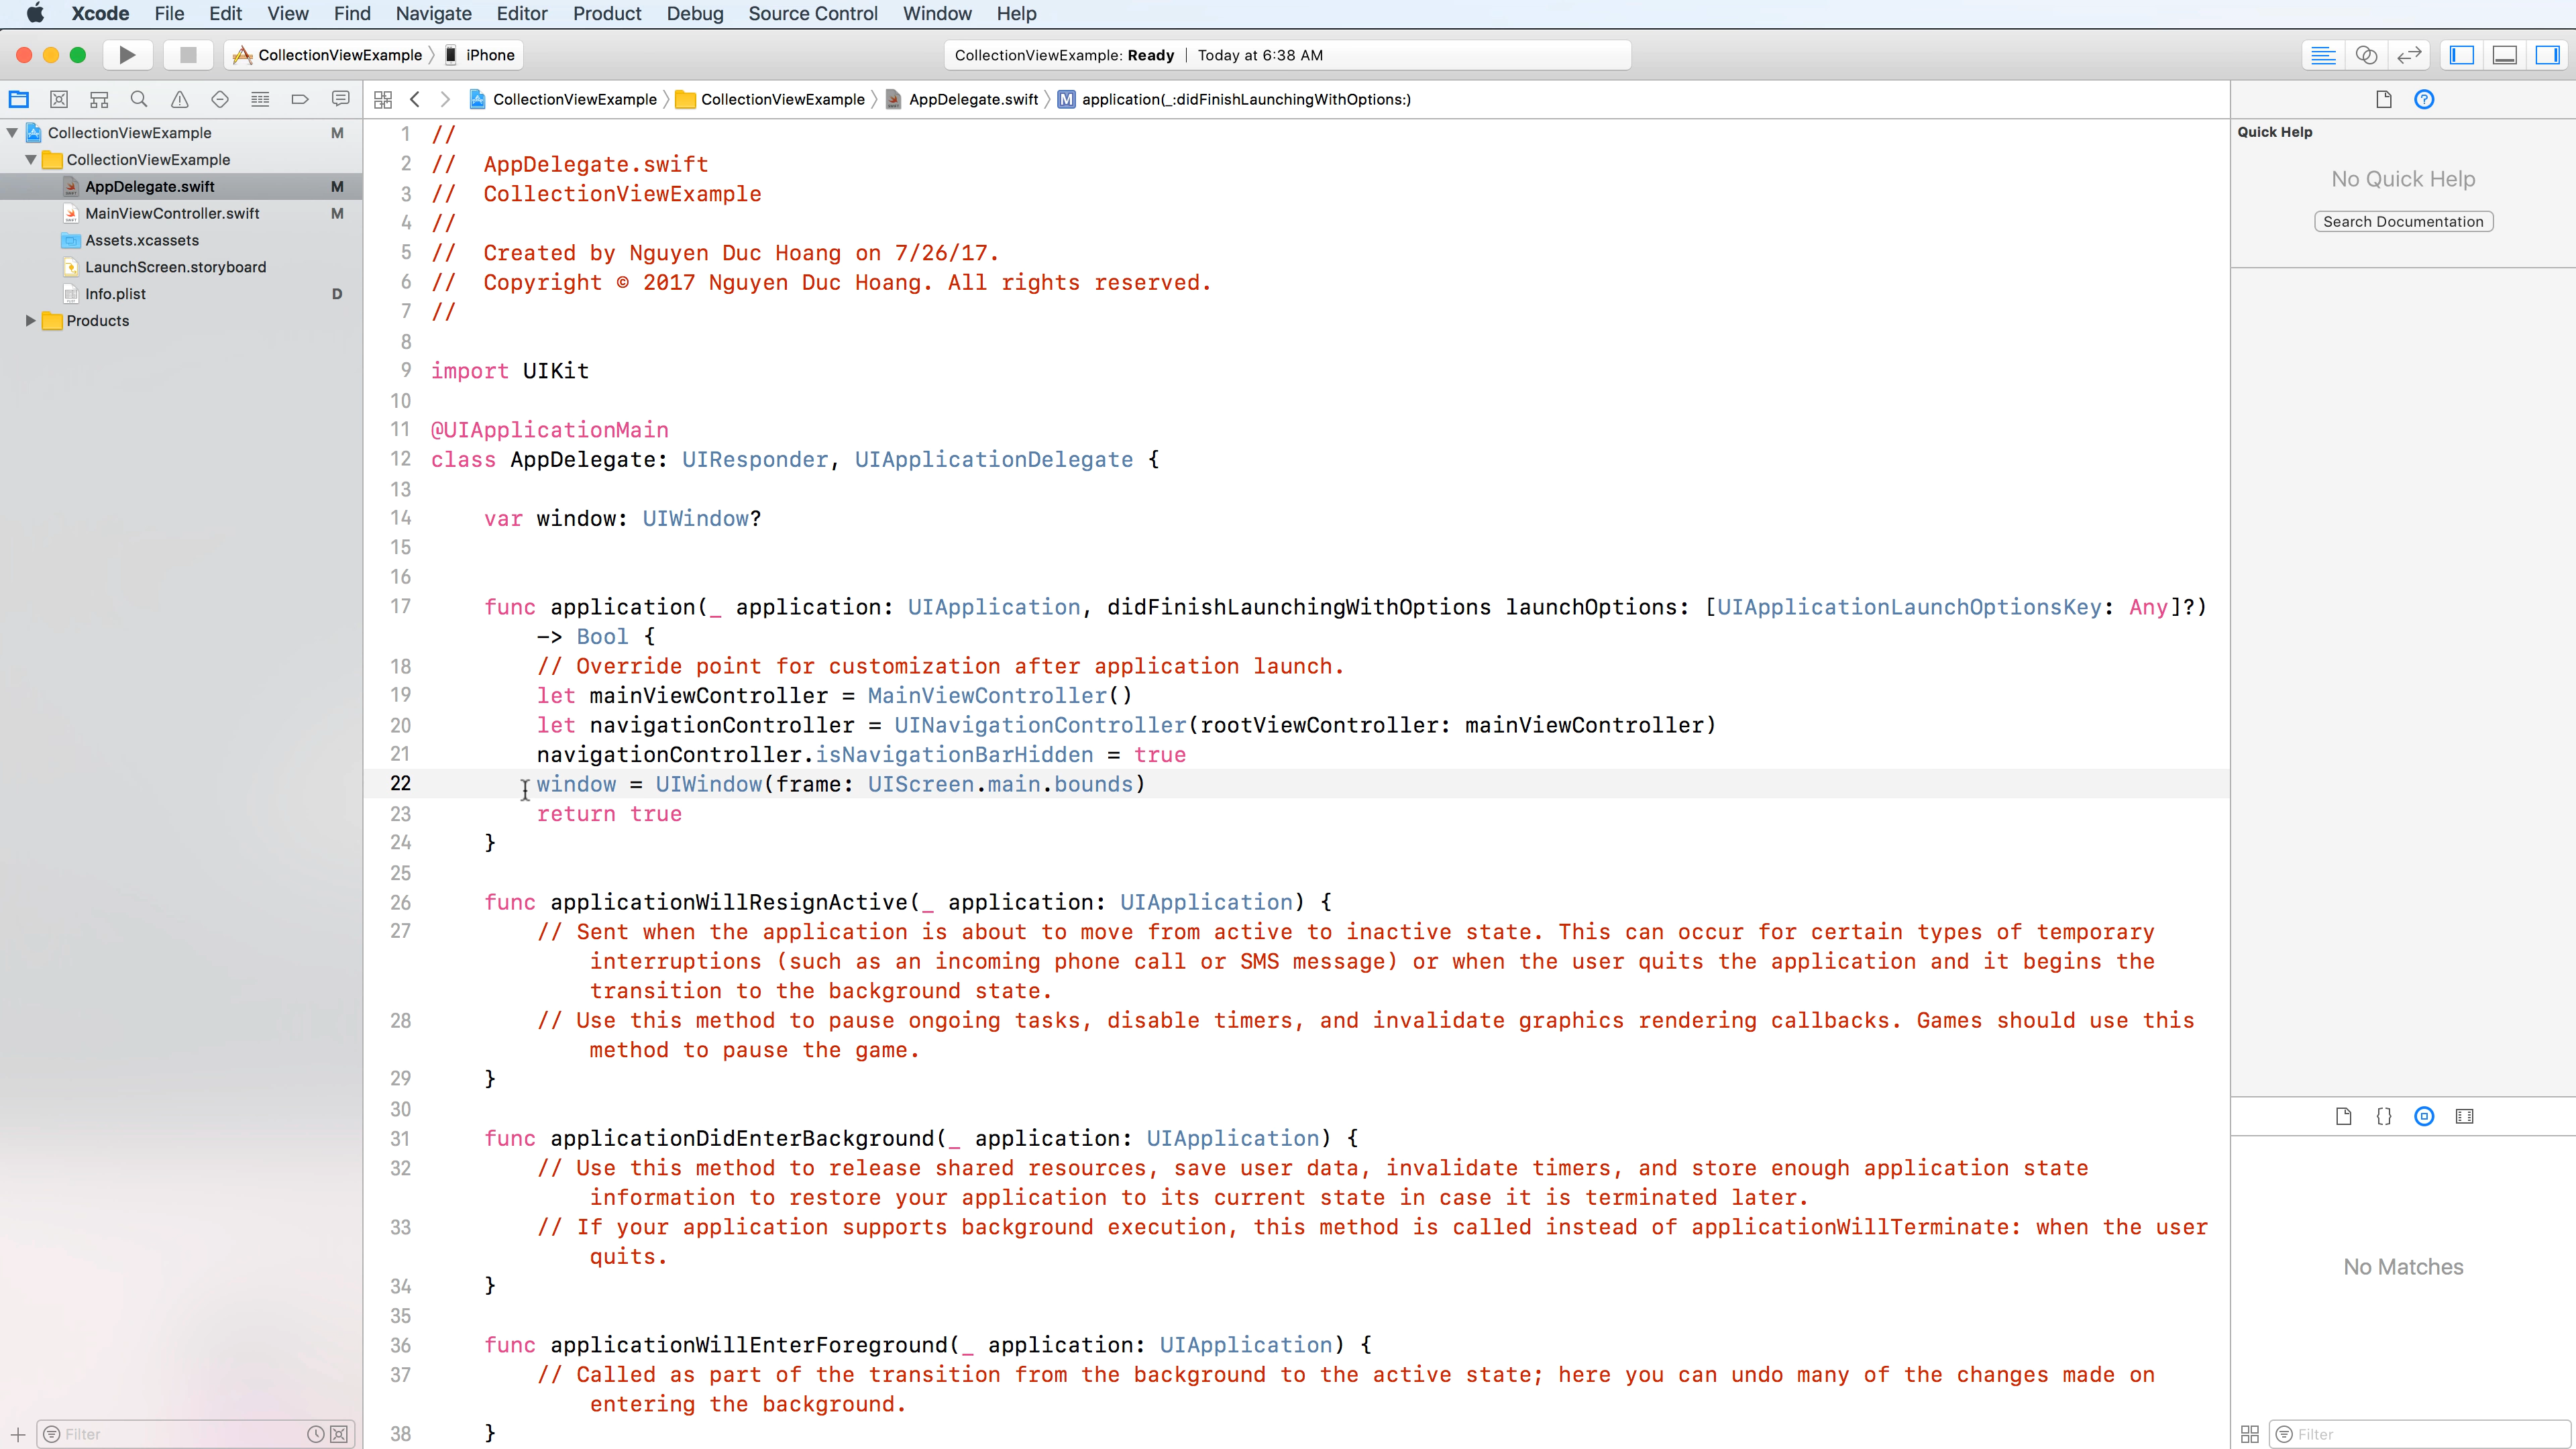 Xcode File Edit View Find Navigate Editor Product Debug Source Control Window Help
CollectionViewExample iPhone
CollectionViewExample: Ready | Today at 6:38 AM
CollectionViewExample CollectionViewExample AppDelegate.swift M application(_:didFinishLaunchingWithOptions:)
CollectionViewExample M
CollectionViewExample
AppDelegate.swift M
MainViewController.swift M
Assets.xcassets
LaunchScreen.storyboard
Info.plist D
Products
Filter
1 //
2 // AppDelegate.swift
3 // CollectionViewExample
4 //
5 // Created by Nguyen Duc Hoang on 7/26/17.
6 // Copyright © 2017 Nguyen Duc Hoang. All rights reserved.
7 //
8
9 import UIKit
10
11 @UIApplicationMain
12 class AppDelegate: UIResponder, UIApplicationDelegate {
13
14 var window: UIWindow?
15
16
17 func application(_ application: UIApplication, didFinishLaunchingWithOptions launchOptions: [UIApplicationLaunchOptionsKey: Any]?)
-> Bool {
18 // Override point for customization after application launch.
19 let mainViewController = MainViewController()
20 let navigationController = UINavigationController(rootViewController: mainViewController)
21 navigationController.isNavigationBarHidden = true
22 window = UIWindow(frame: UIScreen.main.bounds)
23 return true
24 }
25
26 func applicationWillResignActive(_ application: UIApplication) {
27 // Sent when the application is about to move from active to inactive state. This can occur for certain types of temporary
interruptions (such as an incoming phone call or SMS message) or when the user quits the application and it begins the
transition to the background state.
28 // Use this method to pause ongoing tasks, disable timers, and invalidate graphics rendering callbacks. Games should use this
method to pause the game.
29 }
30
31 func applicationDidEnterBackground(_ application: UIApplication) {
32 // Use this method to release shared resources, save user data, invalidate timers, and store enough application state
information to restore your application to its current state in case it is terminated later.
33 // If your application supports background execution, this method is called instead of applicationWillTerminate: when the user
quits.
34 }
35
36 func applicationWillEnterForeground(_ application: UIApplication) {
37 // Called as part of the transition from the background to the active state; here you can undo many of the changes made on
entering the background.
38 }
Quick Help
No Quick Help
Search Documentation
No Matches
Filter